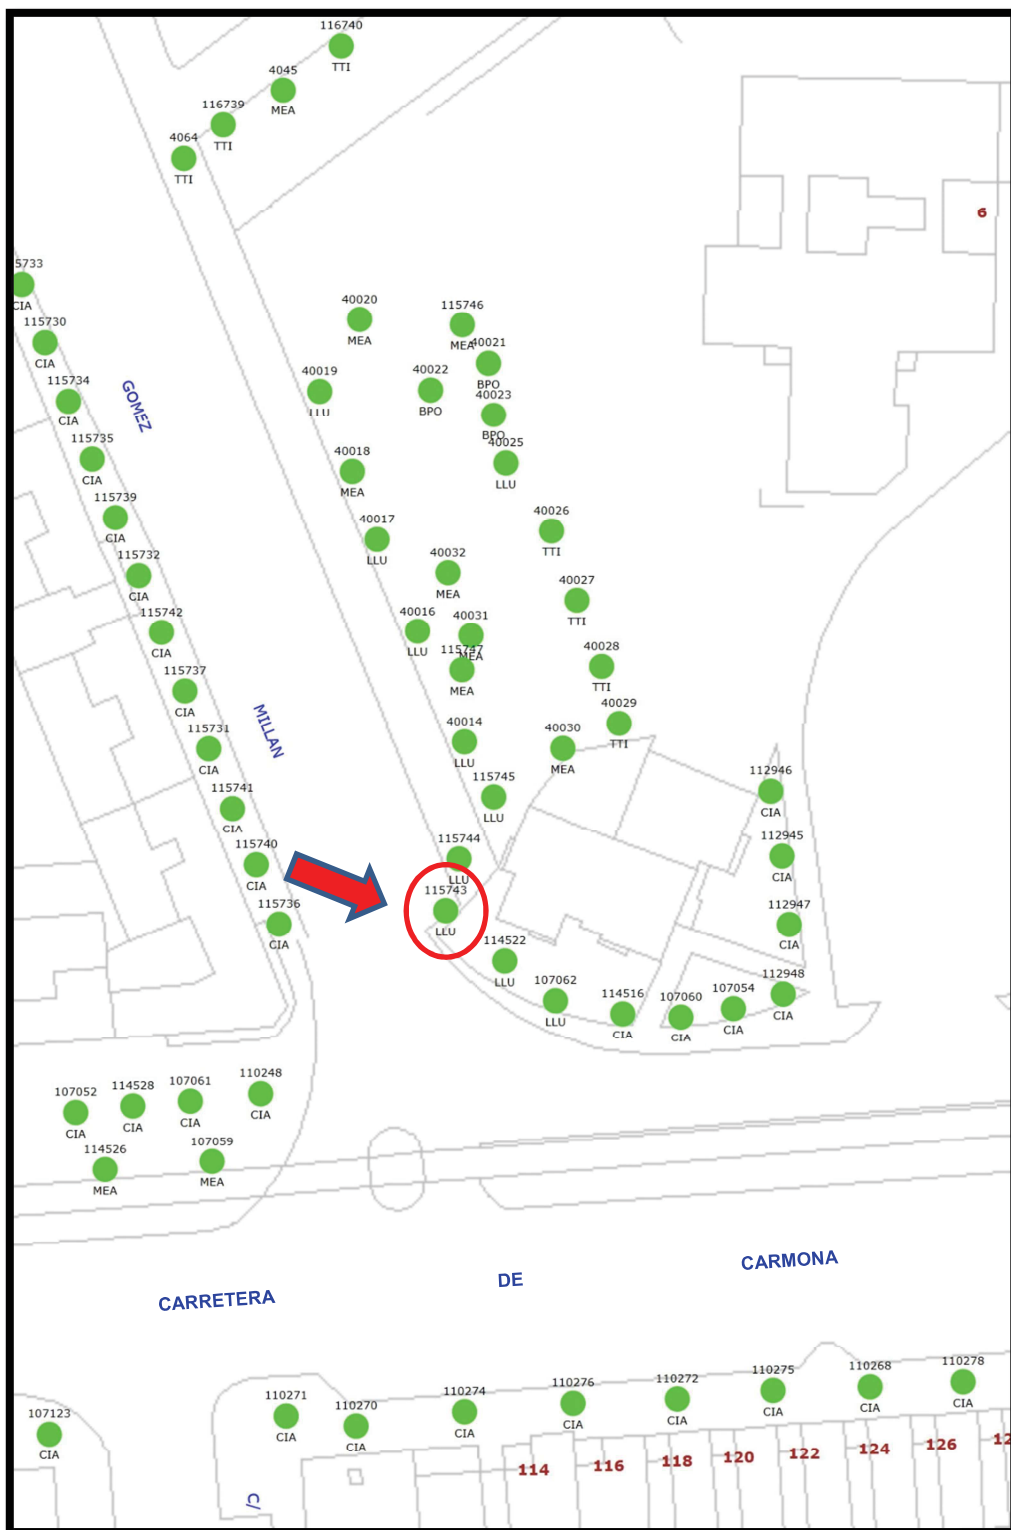 116740
TTI
4045
MEA
116739
TTI
4064
TTI
6
5733
CIA
115730
CIA
115734
CIA
115735
CIA
115739
CIA
115732
CIA
115742
CIA
115737
CIA
115731
CIA
115741
CIA
115740
CIA
115736
CIA
GOMEZ
MILLAN
40020
MEA
115746
MEA
40021
BPO
40019
LLU
40022
BPO
40023
BPO
40025
LLU
40018
MEA
40017
LLU
40026
TTI
40032
MEA
40027
TTI
40016
LLU
40031
MEA
115747
MEA
40028
TTI
40029
TTI
40014
LLU
40030
MEA
115745
LLU
115744
LLU
115743
LLU
112946
CIA
112945
CIA
112947
CIA
112948
CIA
114522
LLU
107062
LLU
114516
CIA
107060
CIA
107054
CIA
107052
CIA
114528
CIA
107061
CIA
110248
CIA
114526
MEA
107059
MEA
CARRETERA
DE
CARMONA
107123
CIA
110271
CIA
110270
CIA
110274
CIA
110276
CIA
110272
CIA
110275
CIA
110268
CIA
110278
CIA
114
116
118
120
122
124
126
12
C/